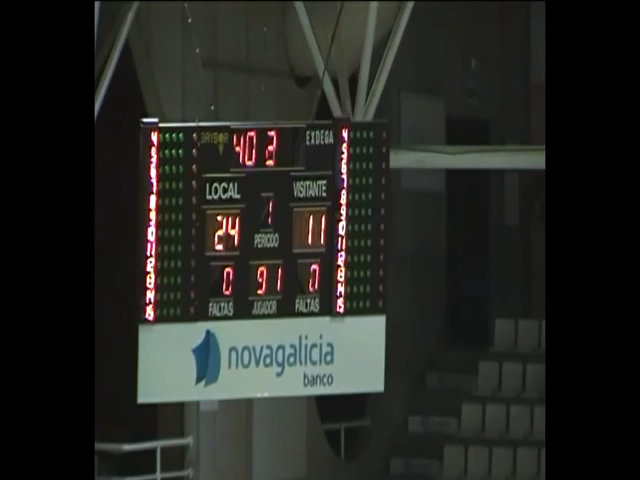 40 2
EXDEGA
LOCAL VISITANTE
24 1 11
PERIODO
0 91 0
FALTAS JUGADOR FALTAS
novagalicia
banco